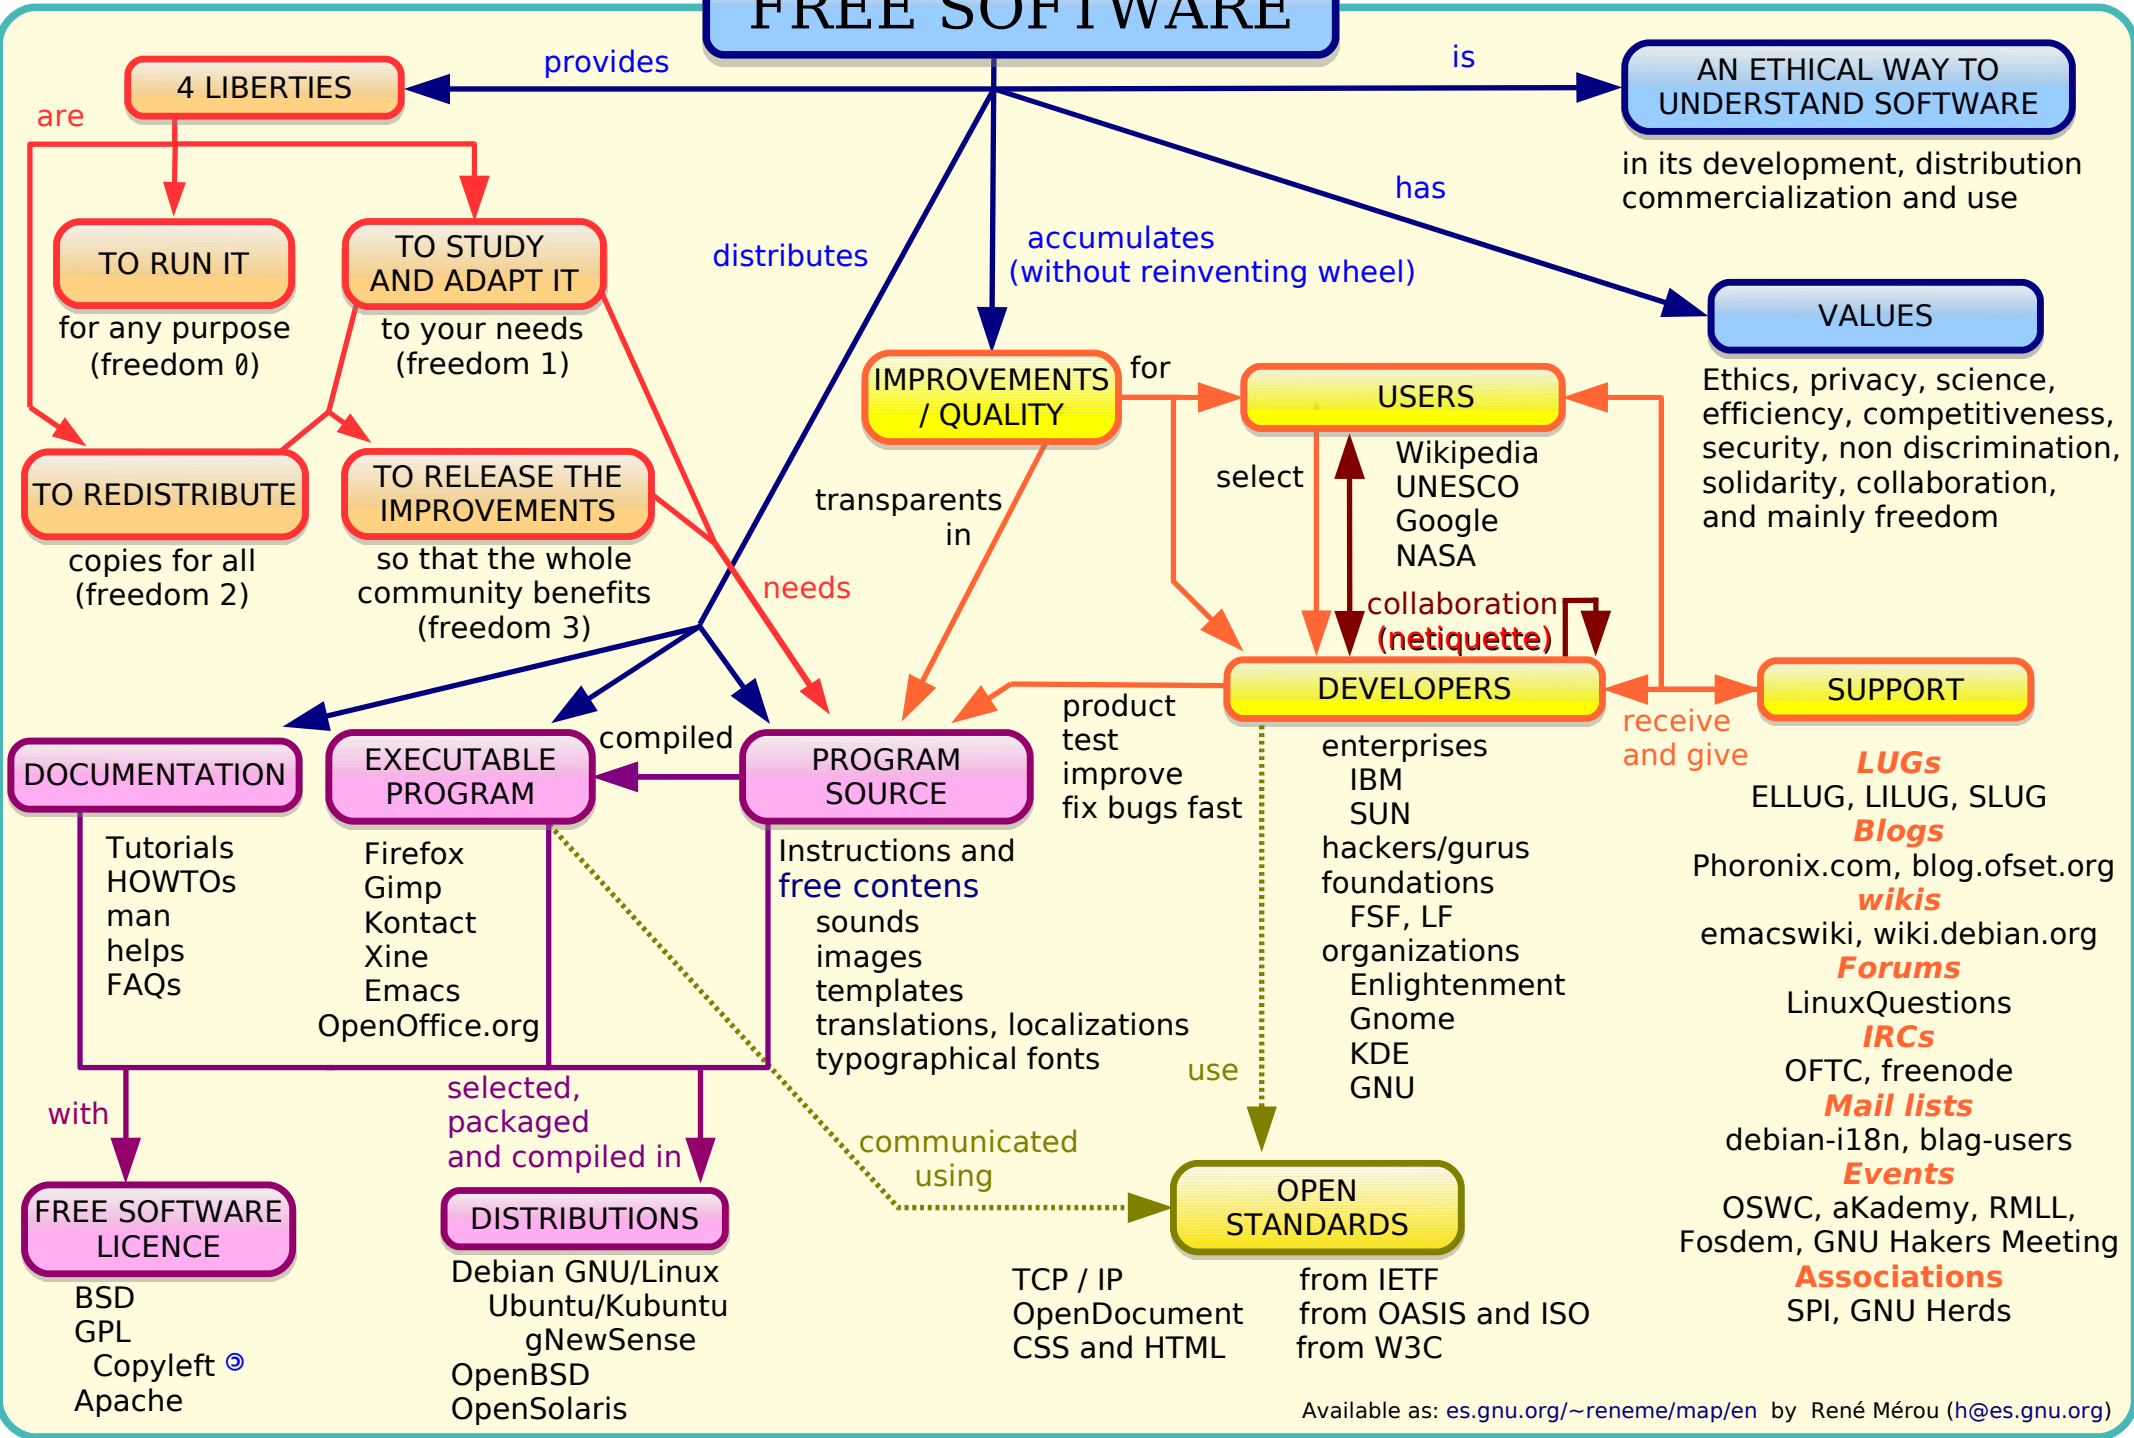 FREE SOFTWARE
provides
is
4 LIBERTIES
AN ETHICAL WAY TO
UNDERSTAND SOFTWARE
in its development, distribution
commercialization and use
are
has
distributes
accumulates
(without reinventing wheel)
TO RUN IT
for any purpose
(freedom 0)
TO STUDY
AND ADAPT IT
to your needs
(freedom 1)
VALUES
Ethics, privacy, science,
efficiency, competitiveness,
security, non discrimination,
solidarity, collaboration,
and mainly freedom
IMPROVEMENTS
/ QUALITY
for
USERS
Wikipedia
UNESCO
Google
NASA
select
transparents
in
TO REDISTRIBUTE
copies for all
(freedom 2)
TO RELEASE THE
IMPROVEMENTS
so that the whole
community benefits
(freedom 3)
needs
collaboration
(netiquette)
DEVELOPERS
SUPPORT
receive
and give
product
test
improve
fix bugs fast
enterprises
IBM
SUN
hackers/gurus
foundations
FSF, LF
organizations
Enlightenment
Gnome
KDE
GNU
LUGs
ELLUG, LILUG, SLUG
Blogs
Phoronix.com, blog.ofset.org
wikis
emacswiki, wiki.debian.org
Forums
LinuxQuestions
IRCs
OFTC, freenode
Mail lists
debian-i18n, blag-users
Events
OSWC, aKademy, RMLL,
Fosdem, GNU Hakers Meeting
Associations
SPI, GNU Herds
DOCUMENTATION
Tutorials
HOWTOs
man
helps
FAQs
EXECUTABLE
PROGRAM
Firefox
Gimp
Kontact
Xine
Emacs
OpenOffice.org
compiled
PROGRAM
SOURCE
Instructions and
free contens
sounds
images
templates
translations, localizations
typographical fonts
use
with
selected,
packaged
and compiled in
communicated
using
FREE SOFTWARE
LICENCE
BSD
GPL
Copyleft
Apache
DISTRIBUTIONS
Debian GNU/Linux
Ubuntu/Kubuntu
gNewSense
OpenBSD
OpenSolaris
OPEN
STANDARDS
TCP / IP from IETF
OpenDocument from OASIS and ISO
CSS and HTML from W3C
Available as: es.gnu.org/~reneme/map/en by René Mérou (h@es.gnu.org)